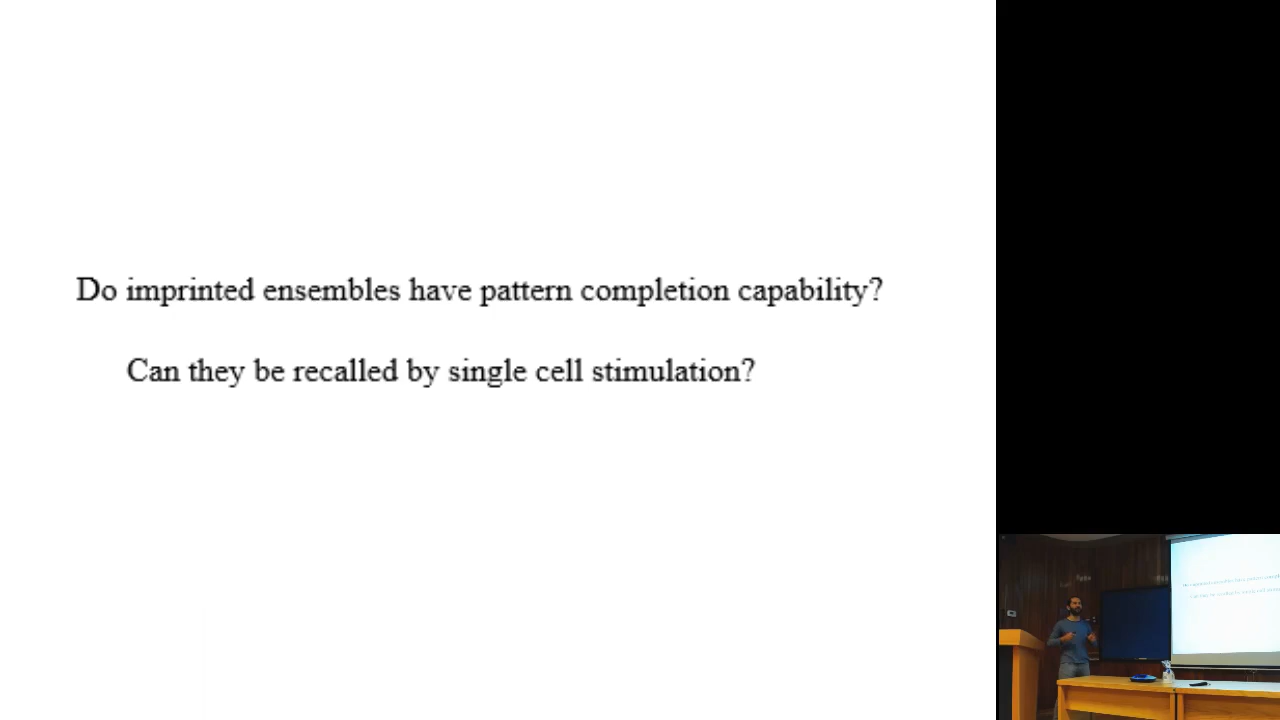 Do imprinted ensembles have pattern completion capability?
Can they be recalled by single cell stimulation?